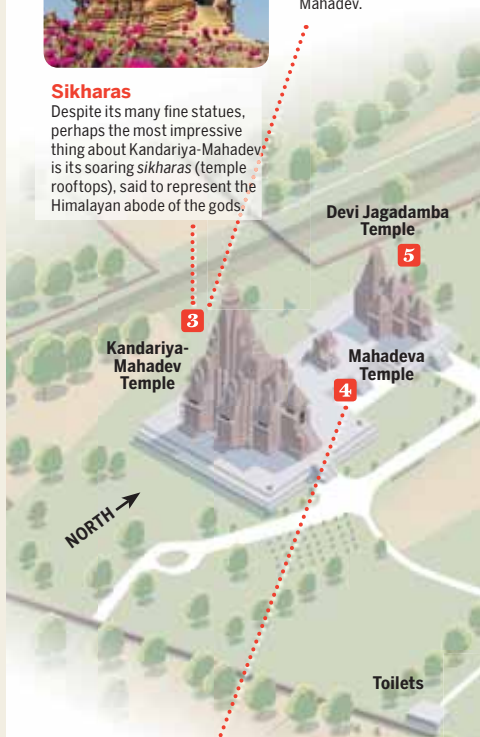 Mahadev.
Sikharas
Despite its many fine statues,
perhaps the most impressive
thing about Kandariya-Mahadev
is its soaring sikharas (temple
rooftops), said to represent the
Himalayan abode of the gods.
Devi Jagadamba
Temple
5
3
Kandariya-
Mahadev
Temple
Mahadeva
Temple
4
NORTH
Toilets